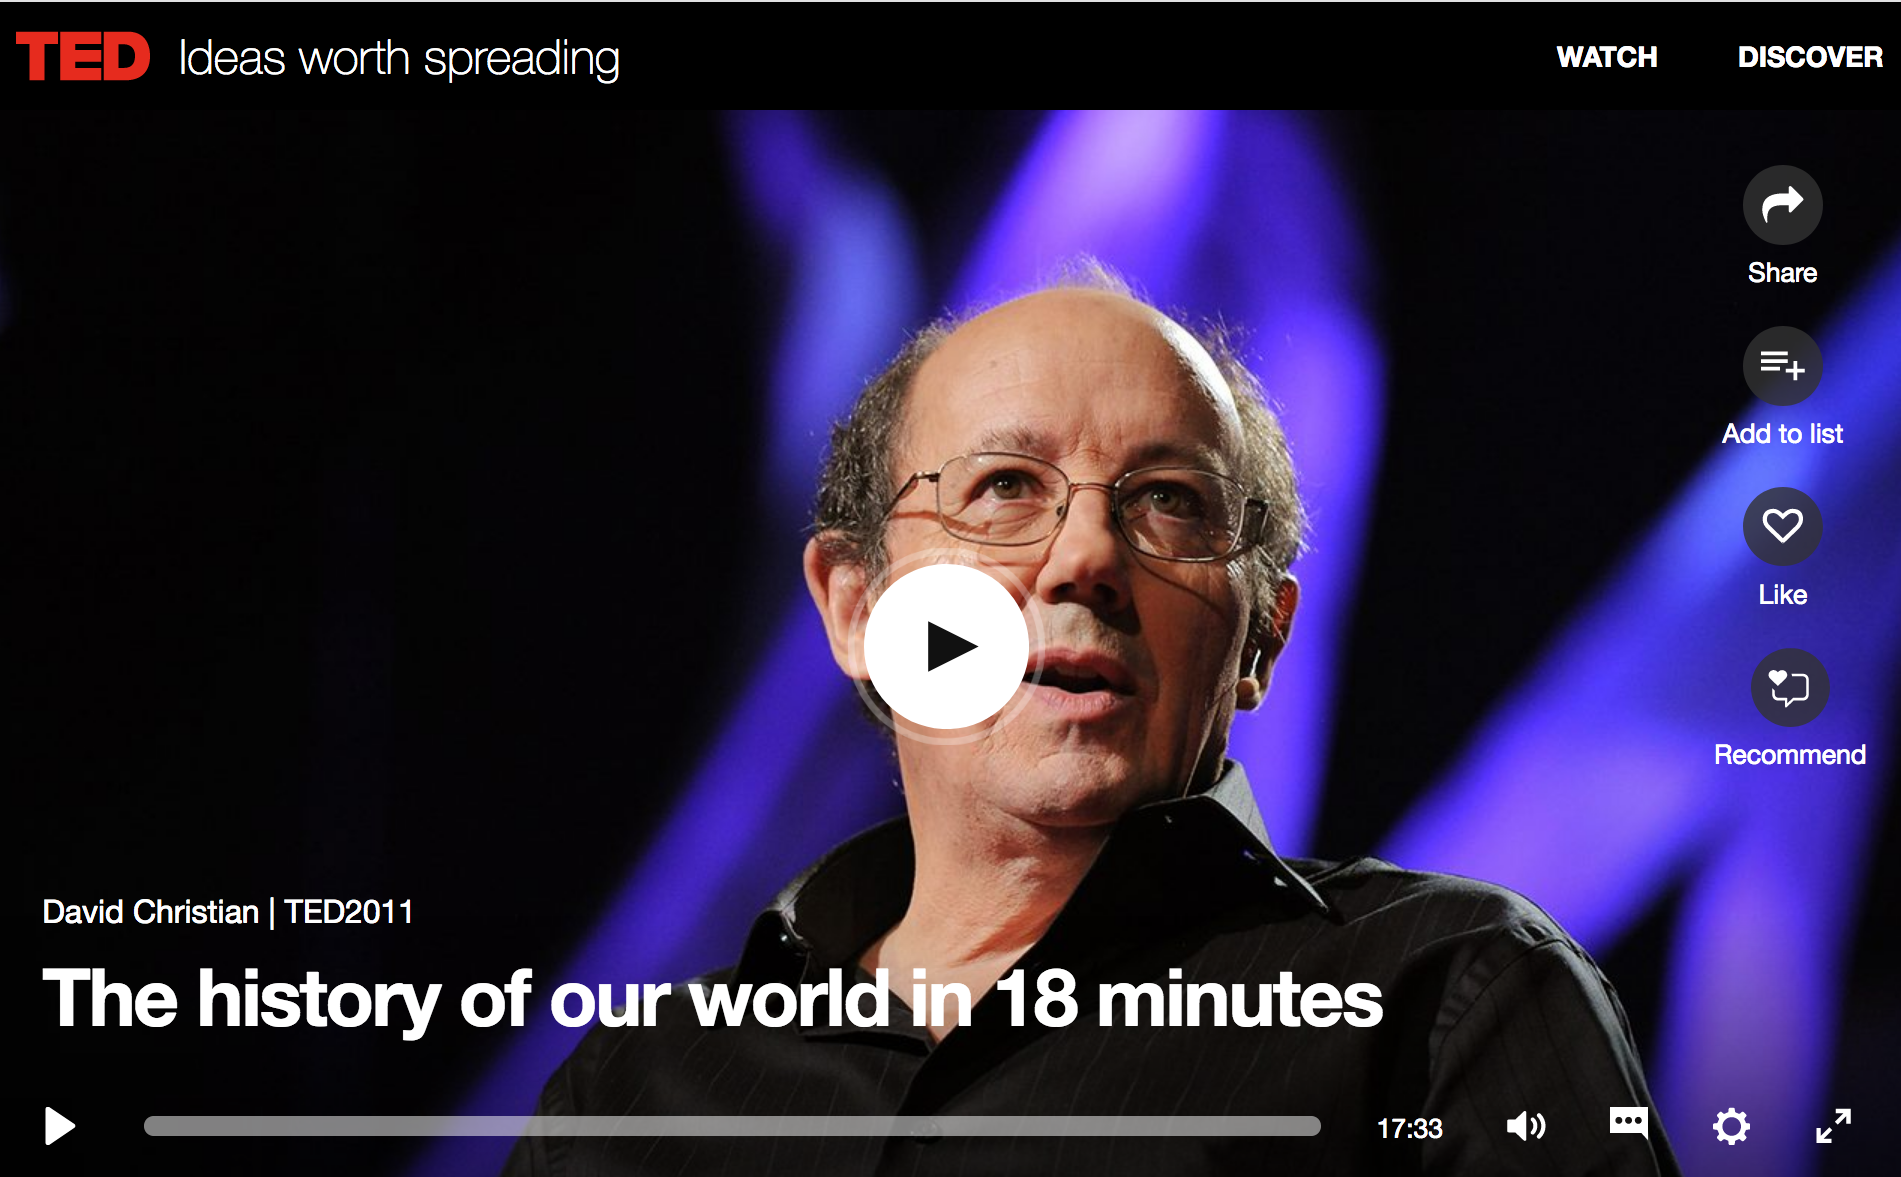 TED Ideas worth spreading WATCH DISCOVER
Share
Add to list
Like
Recommend
David Christian | TED2011
The history of our world in 18 minutes
17:33